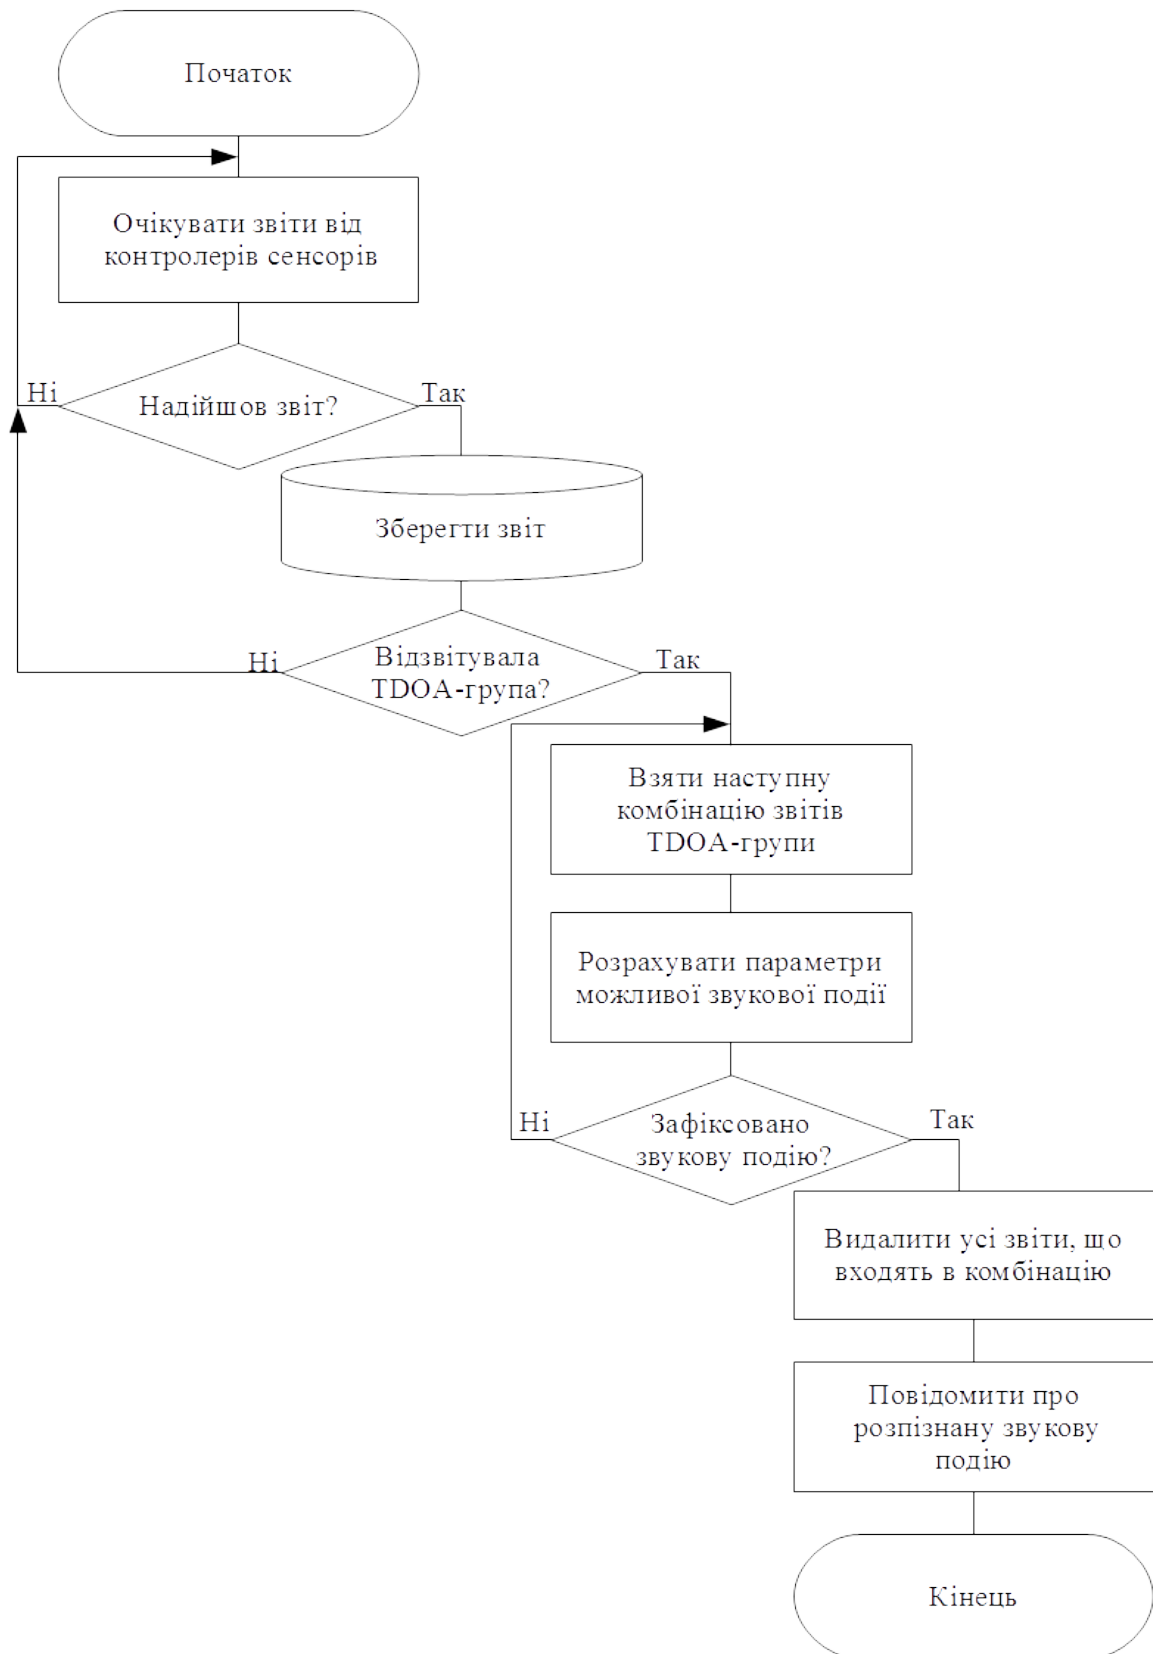 Початок
Очікувати звіти від
контролерів сенсорів
Ні
Надійшов звіт?
Так
Зберегти звіт
Ні
Відзвітувала
TDOA-група?
Так
Взяти наступну
комбінацію звітів
TDOA-групи
Розрахувати параметри
можливої звукової події
Ні
Зафіксовано
звукову подію?
Так
Видалити усі звіти, що
входять в комбінацію
Повідомити про
розпізнану звукову
подію
Кінець